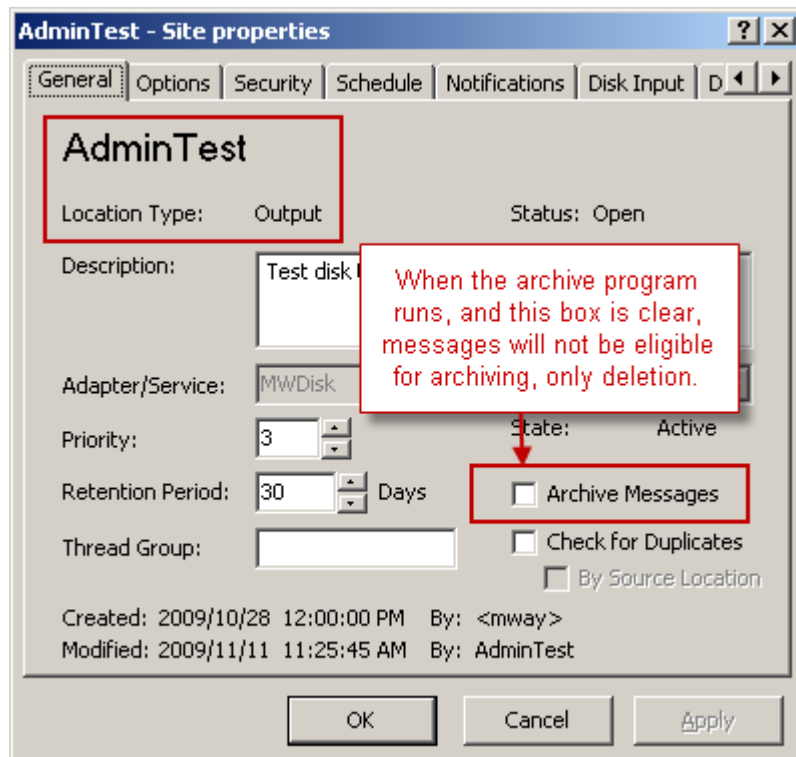 AdminTest - Site properties
General Options Security Schedule Notifications Disk Input D
AdminTest
Location Type: Output Status: Open
Description: Test disk
When the archive program
runs, and this box is clear,
messages will not be eligible
for archiving, only deletion.
Adapter/Service: MWDisk
Priority: 3 State: Active
Retention Period: 30 Days Archive Messages
Thread Group: Check for Duplicates
By Source Location
Created: 2009/10/28 12:00:00 PM By: <mway>
Modified: 2009/11/11 11:25:45 AM By: AdminTest
OK Cancel Apply